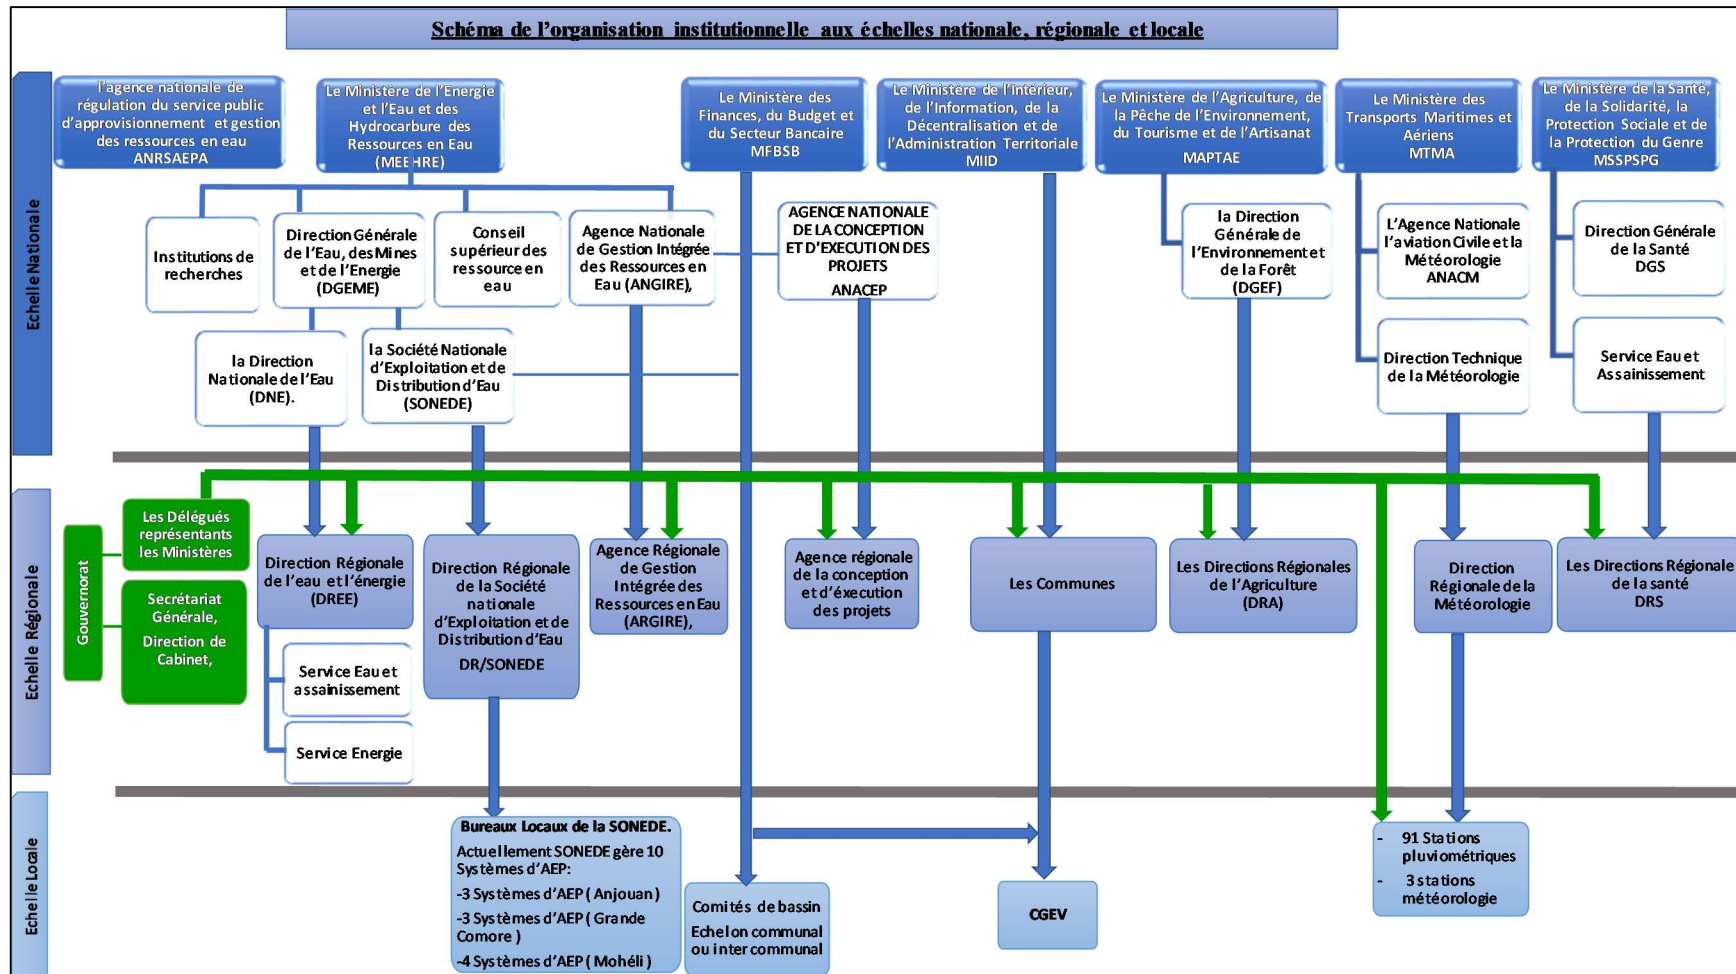 Schéma de l'organisation institutionnelle aux échelles nationale, régionale et locale
Echelle Nationale
l'agence nationale de
régulation du service public
d'approvisionnement et gestion
des ressources en eau
ANRSAEPA
Le Ministère de l'Energie
et l'Eau et des
Hydrocarbure des
Ressources en Eau
(MEEHRE)
Le Ministère des
Finances, du Budget et
du Secteur Bancaire
MFBSB
Le Ministère de l'Intérieur,
de l'Information, de la
Décentralisation et de
l'Administration Territoriale
MIID
Le Ministère de l'Agriculture, de
la Pêche de l'Environnement,
du Tourisme et de l'Artisanat
MAPTAE
Le Ministère des
Transports Maritimes et
Aériens
MTMA
Le Ministère de la Santé,
de la Solidarité, la
Protection Sociale et de
la Protection du Genre
MSSPSPG
Institutions de
recherches
Direction Générale
de l'Eau, des Mines
et de l'Energie
(DGEME)
Conseil
supérieur des
ressource en
eau
Agence Nationale
de Gestion Intégrée
des Ressources en
Eau (ANGIRE),
AGENCE NATIONALE
DE LA CONCEPTION
ET D'EXECUTION DES
PROJETS
ANACEP
la Direction
Générale de
l'Environnement et
de la Forêt
(DGEF)
L'Agence Nationale
l'aviation Civile et la
Météorologie
ANACM
Direction Générale
de la Santé
DGS
la Direction
Nationale de l'Eau
(DNE).
la Société Nationale
d'Exploitation et de
Distribution d'Eau
(SONEDE)
Direction Technique
de la Météorologie
Service Eau et
Assainissement
Echelle Régionale
Gouvernorat
Les Délégués
représentants
les Ministères
Secrétariat
Générale,
Direction de
Cabinet,
Direction Régionale
de l'eau et l'énergie
(DREE)
Service Eau et
assainissement
Service Energie
Direction Régionale
de la Société
nationale
d'Exploitation et de
Distribution d'Eau
DR/SONEDE
Agence Régionale
de Gestion
Intégrée des
Ressources en Eau
(ARGIRE),
Agence régionale
de la conception
et d'éxecution
des projets
Les Communes
Les Directions Régionales
de l'Agriculture
(DRA)
Direction
Régionale de la
Météorologie
Les Directions Régionale
de la santé
DRS
Echelle Locale
Bureaux Locaux de la SONEDE.
Actuellement SONEDE gère 10
Systèmes d'AEP:
-3 Systèmes d'AEP ( Anjouan )
-3 Systèmes d'AEP ( Grande
Comore )
-4 Systèmes d'AEP ( Mohéli )
Comités de bassin
Echelon communal
ou inter communal
CGEV
- 91 Stations
pluviométriques
- 3 stations
météorologie